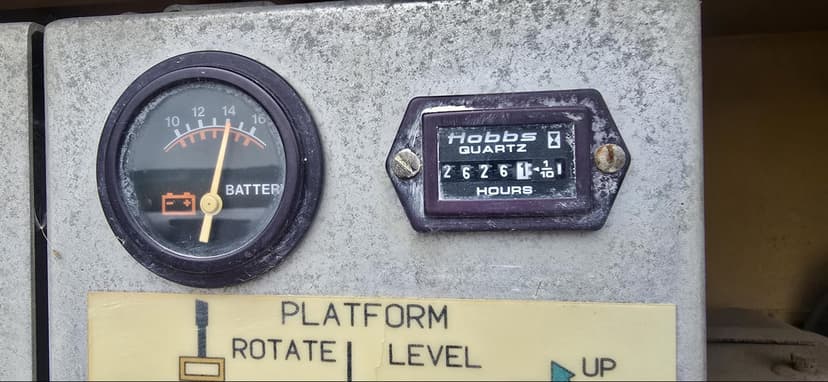 10 12 14 16
- +
BATTER
Hobbs
QUARTZ
2 6 2 6 1 1/10
HOURS
PLATFORM
ROTATE LEVEL
UP